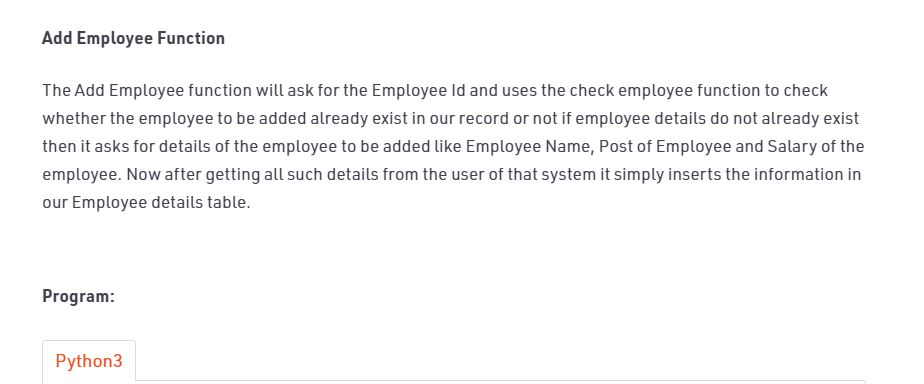 Add Employee Function
The Add Employee function will ask for the Employee Id and uses the check employee function to check
whether the employee to be added already exist in our record or not if employee details do not already exist
then it asks for details of the employee to be added like Employee Name, Post of Employee and Salary of the
employee. Now after getting all such details from the user of that system it simply inserts the information in
our Employee details table.
Program:
Python3